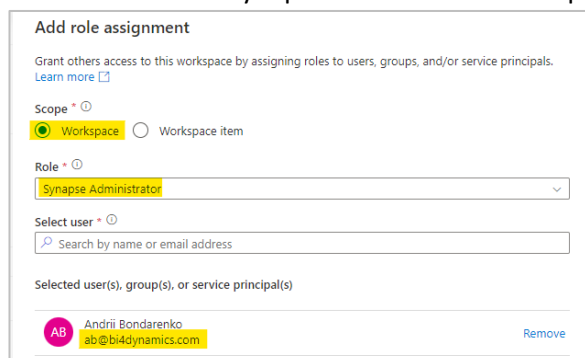 Add role assignment
Grant others access to this workspace by assigning roles to users, groups, and/or service principals.
Learn more
Scope *
Workspace Workspace item
Role *
Synapse Administrator
Select user *
Search by name or email address
Selected user(s), group(s), or service principal(s)
AB Andrii Bondarenko
ab@bi4dynamics.com Remove